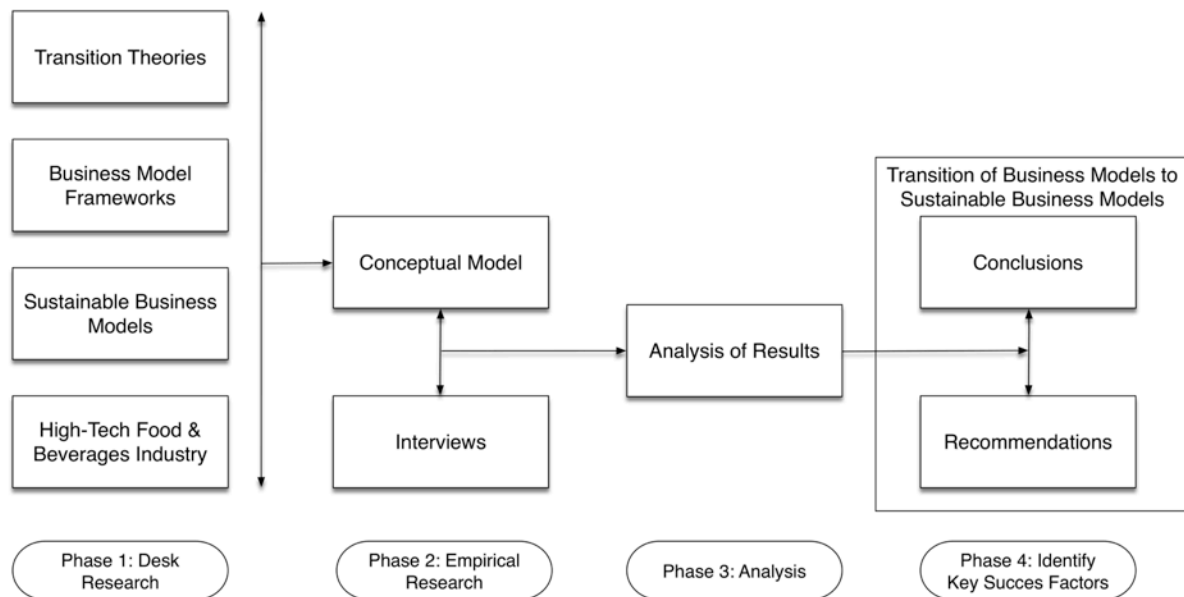 Transition Theories
Business Model
Frameworks
Sustainable Business
Models
High-Tech Food &
Beverages Industry
Conceptual Model
Interviews
Analysis of Results
Transition of Business Models to
Sustainable Business Models
Conclusions
Recommendations
Phase 1: Desk
Research
Phase 2: Empirical
Research
Phase 3: Analysis
Phase 4: Identify
Key Succes Factors